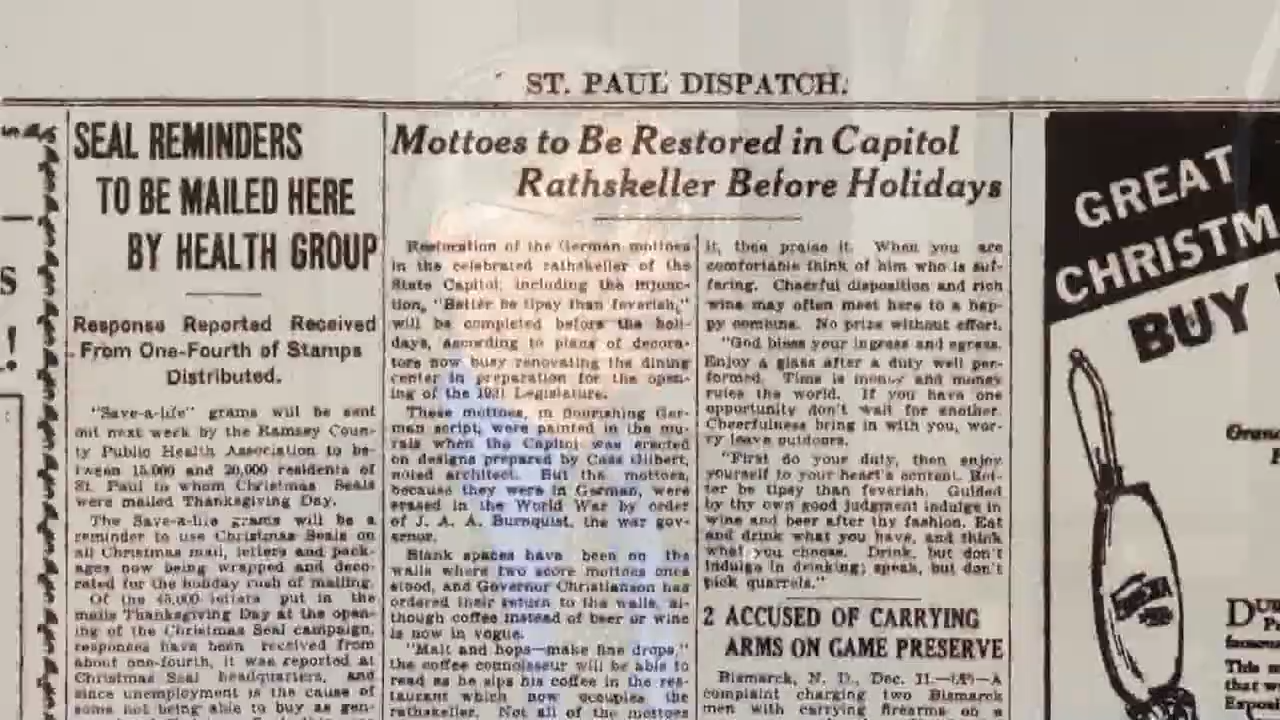 ST. PAUL DISPATCH.
SEAL REMINDERS
TO BE MAILED HERE
BY HEALTH GROUP
Response Reported Received
From One-Fourth of Stamps
Distributed.
"Save-a-life" grams will be sent
out next week by the Ramsey Coun-
ty Public Health Association to be-
tween 15,000 and 20,000 residents of
St. Paul to whom Christmas Seals
were mailed Thanksgiving Day.
The Save-a-life grams will be a
reminder to use Christmas Seals on
all Christmas mail, letters and pack-
ages now being wrapped and deco-
rated for the holiday rush of mailing.
Of the 45,000 letters put in the
mails Thanksgiving Day at the open-
ing of the Christmas Seal campaign,
responses have been received from
about one-fourth, it was reported at
Christmas Seal headquarters, and
since unemployment is the cause of
some not being able to buy as gen-
Mottoes to Be Restored in Capitol
Rathskeller Before Holidays
Restoration of the German mottoes
in the celebrated rathskeller of the
State Capitol, including the injunc-
tion, "Better be tipsy than feverish,"
will be completed before the holi-
days, according to plans of decora-
tors now busy renovating the dining
center in preparation for the open-
ing of the 1931 Legislature.
These mottoes, in flourishing Ger-
man script, were painted in the mu-
rals when the Capitol was erected
on designs prepared by Cass Gilbert,
noted architect. But the mottoes,
because they were in German, were
erased in the World War by order
of J. A. A. Burnquist, the war gov-
ernor.
Blank spaces have been on the
walls where two score mottoes once
stood, and Governor Christianson has
ordered their return to the walls, al-
though coffee instead of beer or wine
is now in vogue.
"Malt and hops—make fine drops,"
the coffee connoisseur will be able to
read as he sips his coffee in the res-
taurant which now occupies the
rathskeller. Not all of the mottoes
it, then praise it. When you are
comfortable think of him who is suf-
fering. Cheerful disposition and rich
wine may often meet here to a hap-
py combine. No prize without effort.
"God bless your ingress and egress.
Enjoy a glass after a duty well per-
formed. Time is money and money
rules the world. If you have one
opportunity don't wait for another.
Cheerfulness bring in with you, wor-
ry leave outdoors.
"First do your duty, then enjoy
yourself to your heart's content. Bet-
ter be tipsy than feverish. Guided
by thy own good judgment indulge in
wine and beer after thy fashion. Eat
and drink what you have, and think
what you choose. Drink, but don't
indulge in drinking; speak, but don't
pick quarrels."
2 ACCUSED OF CARRYING
ARMS ON GAME PRESERVE
Bismarck, N. D., Dec. 11—(AP)—A
complaint charging two Bismarck
men with carrying firearms on a
GREAT
CHRISTM
BUY